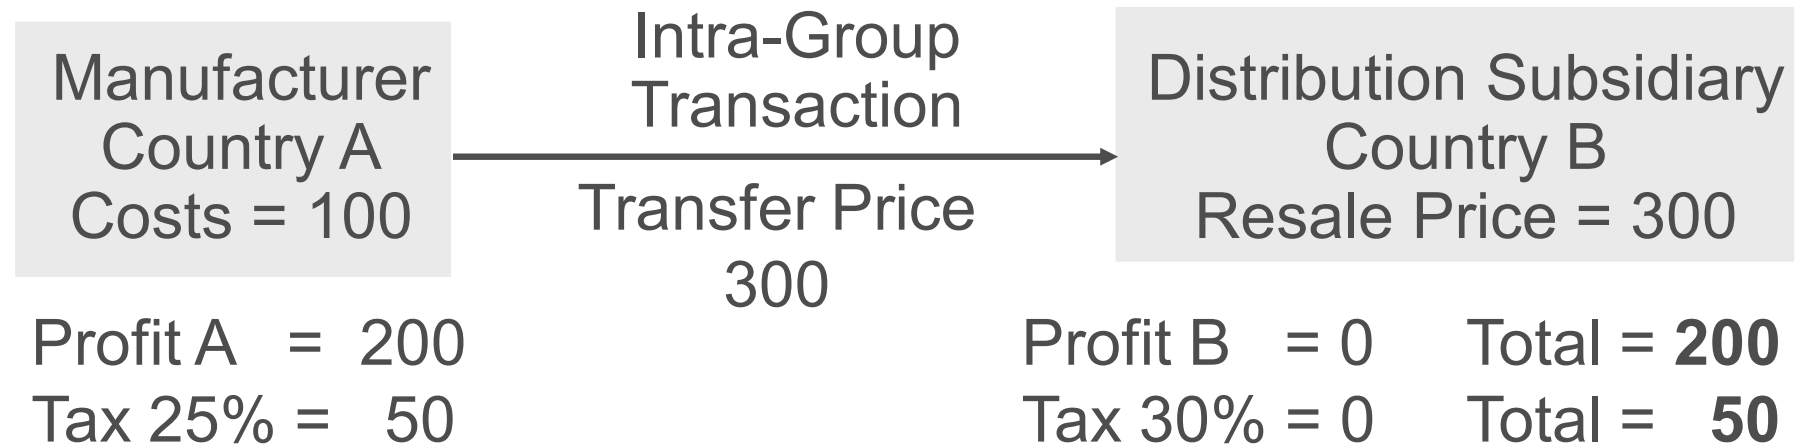 Manufacturer
Country A
Costs = 100
Intra-Group
Transaction
Transfer Price
300
Distribution Subsidiary
Country B
Resale Price = 300
Profit A = 200
Tax 25% = 50
Profit B = 0 Total = 200
Tax 30% = 0 Total = 50